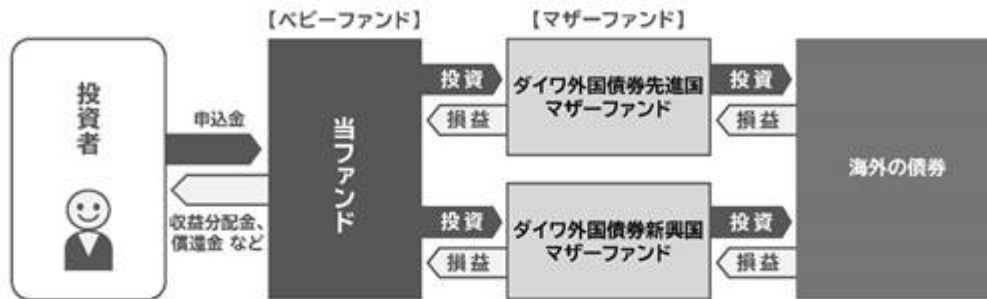 【ベビーファンド】
【マザーファンド】
投資者
申込金
収益分配金、
償還金 など
当ファンド
投資
損益
ダイワ外国債券先進国
マザーファンド
投資
損益
投資
損益
ダイワ外国債券新興国
マザーファンド
投資
損益
海外の債券